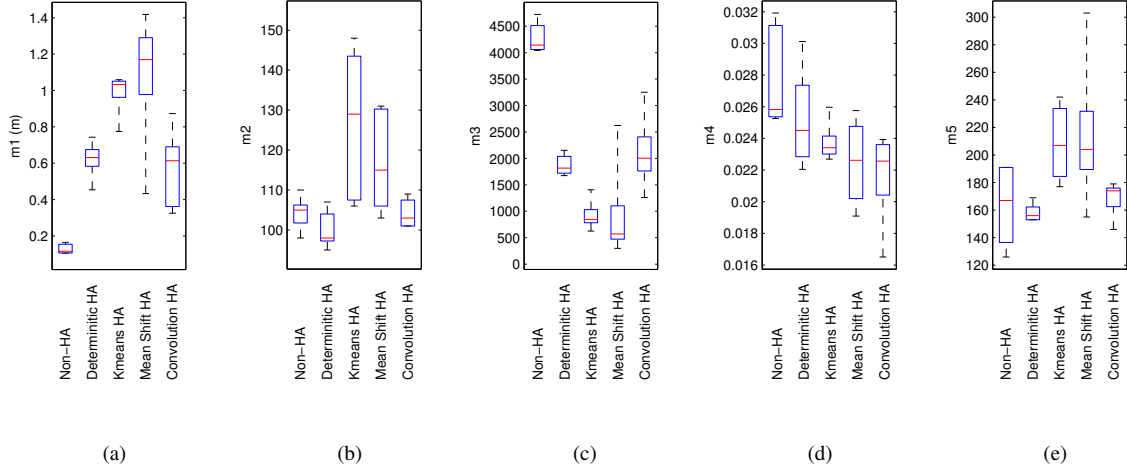 m1 (m)
1.4
1.2
1
0.8
0.6
0.4
0.2
Non−HA
Determinitic HA
Kmeans HA
Mean Shift HA
Convolution HA
(a)
m2
150
140
130
120
110
100
Non−HA
Determinitic HA
Kmeans HA
Mean Shift HA
Convolution HA
(b)
m3
4500
4000
3500
3000
2500
2000
1500
1000
500
0
Non−HA
Determinitic HA
Kmeans HA
Mean Shift HA
Convolution HA
(c)
m4
0.032
0.03
0.028
0.026
0.024
0.022
0.02
0.018
0.016
Non−HA
Determinitic HA
Kmeans HA
Mean Shift HA
Convolution HA
(d)
m5
300
280
260
240
220
200
180
160
140
120
Non−HA
Determinitic HA
Kmeans HA
Mean Shift HA
Convolution HA
(e)